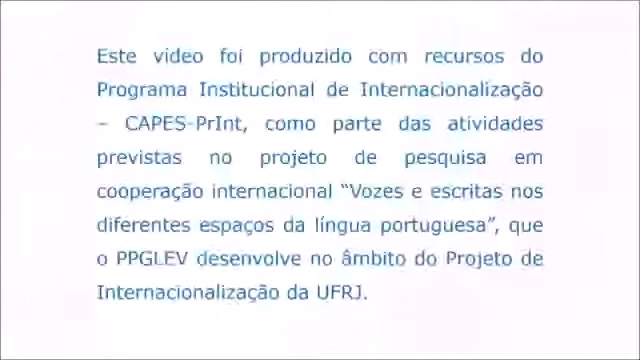 Este video foi produzido com recursos do
Programa Institucional de Internacionalização
– CAPES-PrInt, como parte das atividades
previstas no projeto de pesquisa em
cooperação internacional “Vozes e escritas nos
diferentes espaços da língua portuguesa”, que
o PPGLEV desenvolve no âmbito do Projeto de
Internacionalização da UFRJ.